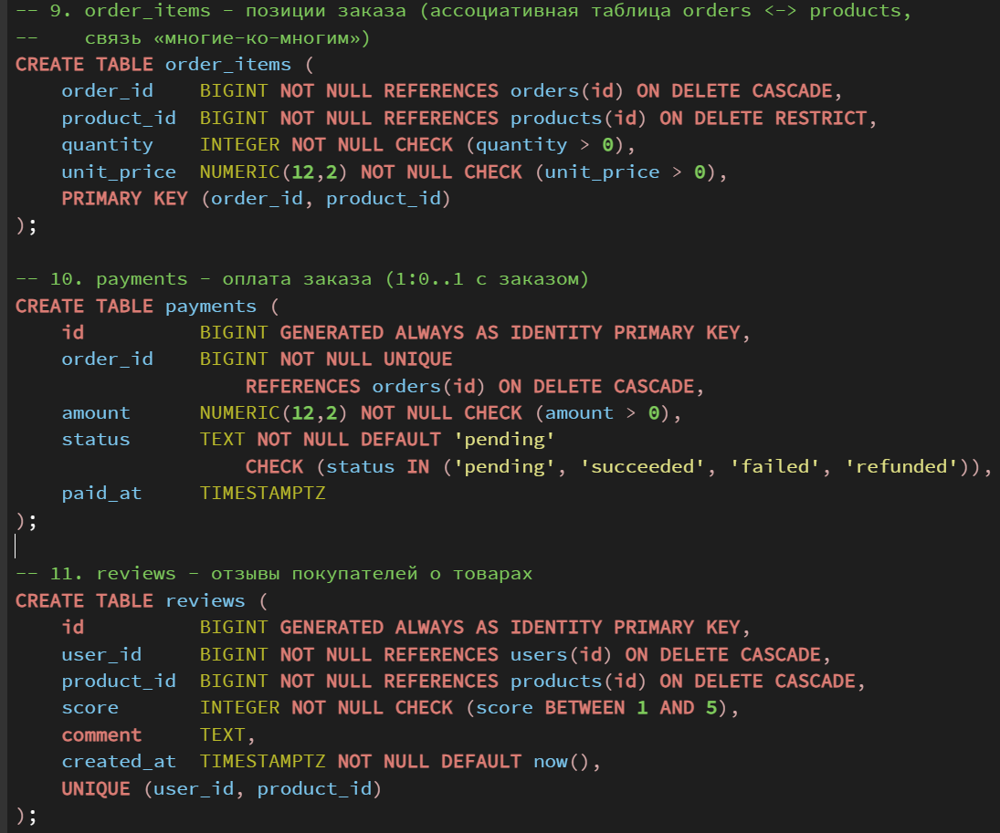 -- 9. order_items - позиции заказа (ассоциативная таблица orders <-> products,
--    связь «многие-ко-многим»)
CREATE TABLE order_items (
    order_id    BIGINT NOT NULL REFERENCES orders(id) ON DELETE CASCADE,
    product_id  BIGINT NOT NULL REFERENCES products(id) ON DELETE RESTRICT,
    quantity    INTEGER NOT NULL CHECK (quantity > 0),
    unit_price  NUMERIC(12,2) NOT NULL CHECK (unit_price > 0),
    PRIMARY KEY (order_id, product_id)
);

-- 10. payments - оплата заказа (1:0..1 с заказом)
CREATE TABLE payments (
    id          BIGINT GENERATED ALWAYS AS IDENTITY PRIMARY KEY,
    order_id    BIGINT NOT NULL UNIQUE
                    REFERENCES orders(id) ON DELETE CASCADE,
    amount      NUMERIC(12,2) NOT NULL CHECK (amount > 0),
    status      TEXT NOT NULL DEFAULT 'pending'
                    CHECK (status IN ('pending', 'succeeded', 'failed', 'refunded')),
    paid_at     TIMESTAMPTZ
);

-- 11. reviews - отзывы покупателей о товарах
CREATE TABLE reviews (
    id          BIGINT GENERATED ALWAYS AS IDENTITY PRIMARY KEY,
    user_id     BIGINT NOT NULL REFERENCES users(id) ON DELETE CASCADE,
    product_id  BIGINT NOT NULL REFERENCES products(id) ON DELETE CASCADE,
    score       INTEGER NOT NULL CHECK (score BETWEEN 1 AND 5),
    comment     TEXT,
    created_at  TIMESTAMPTZ NOT NULL DEFAULT now(),
    UNIQUE (user_id, product_id)
);